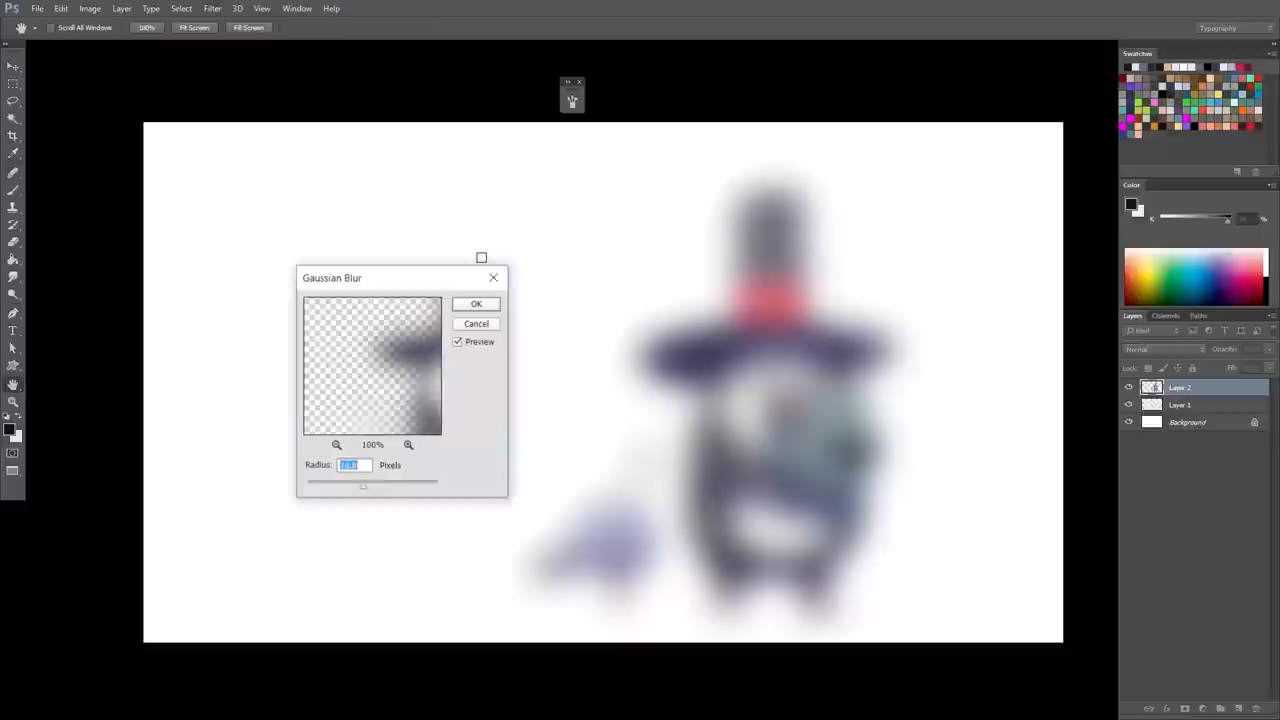 Ps File Edit Image Layer Type Select Filter 3D View Window Help
Scroll All Windows 100% Fit Screen Fill Screen Typography
Swatches
Color
K %
Layers Channels Paths
Kind
Normal Opacity:
Lock: Fill:
Layer 2
Layer 1
Background
Gaussian Blur
OK
Cancel
Preview
100%
Radius: Pixels